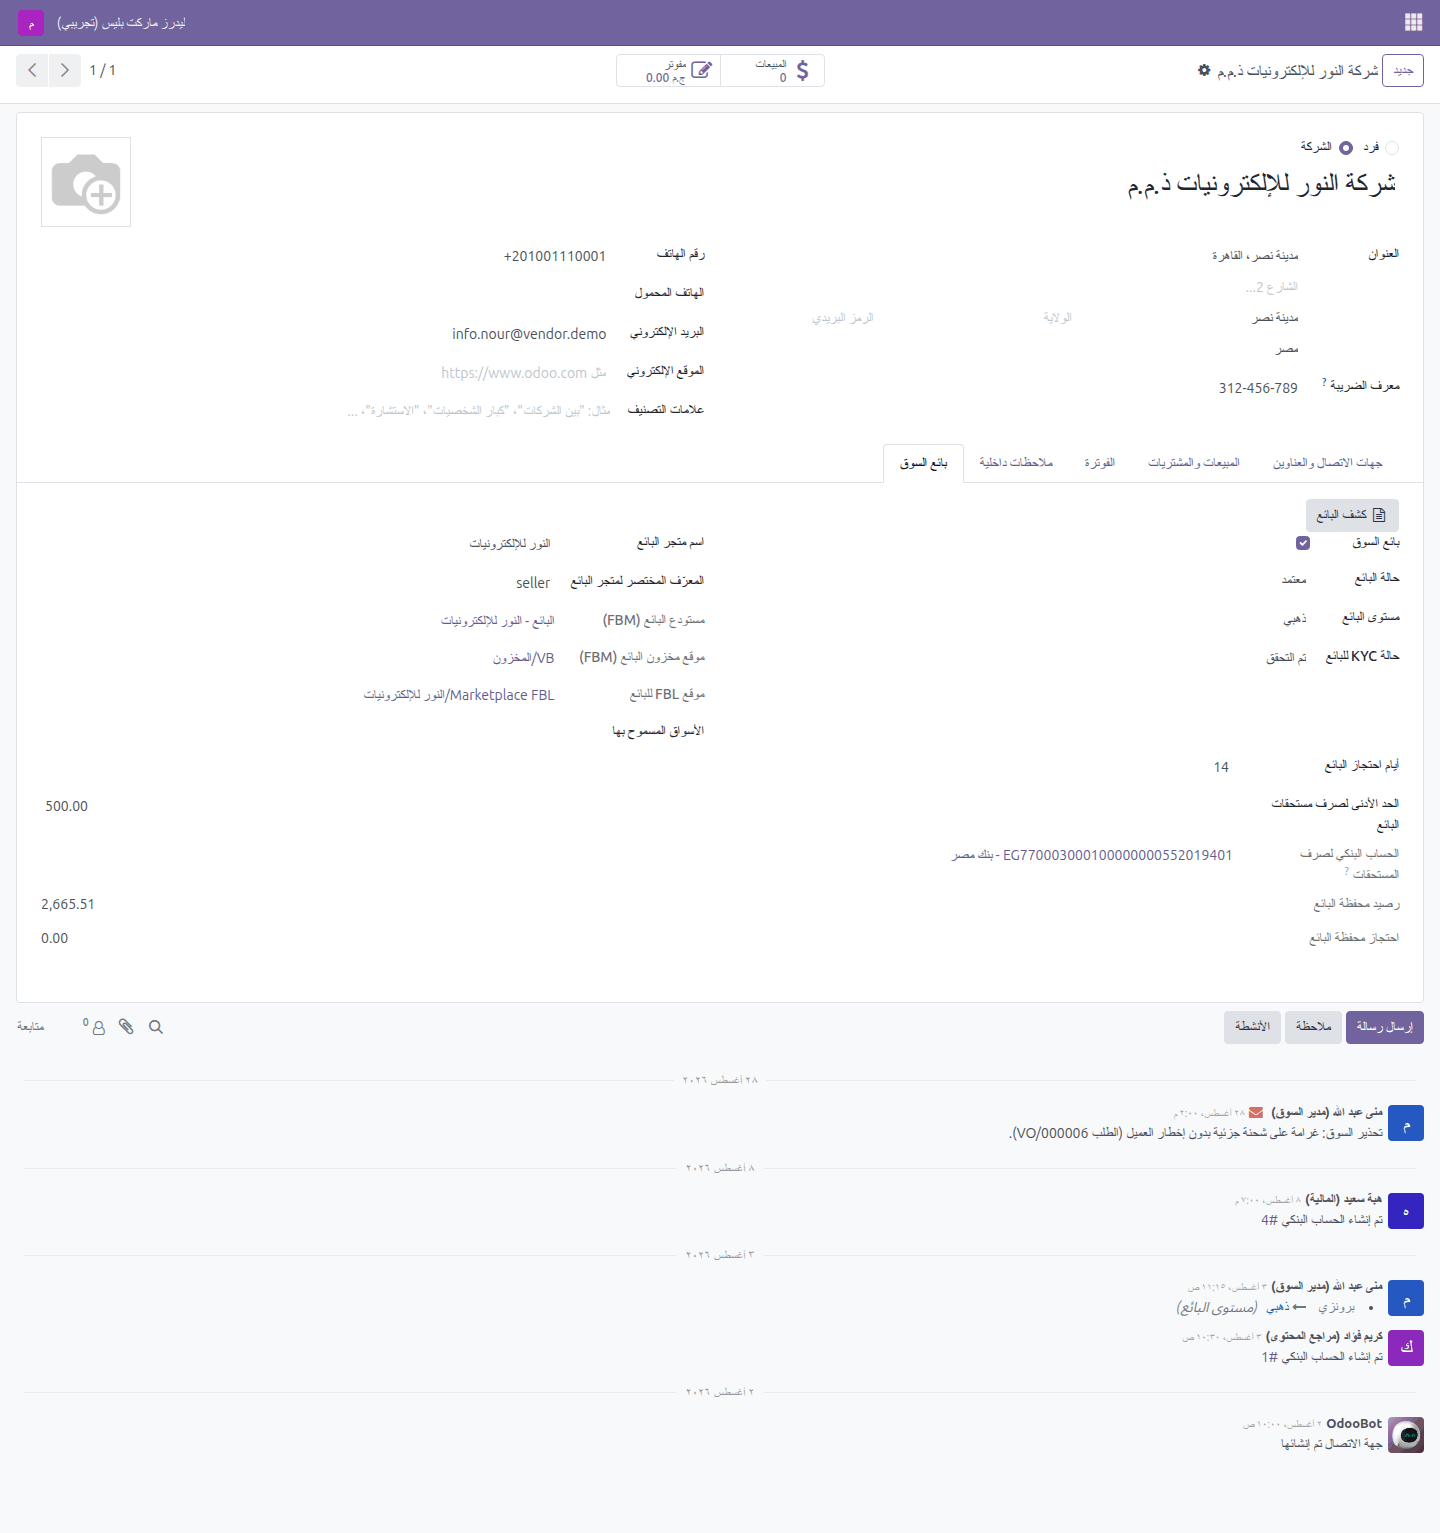 ليدرز ماركت بليس (تجريبي)
م
جديد
شركة النور للإلكترونيات ذ.م.م
المبيعات
0
مفوتر
ج.م 0.00
1 / 1
فرد
الشركة
شركة النور للإلكترونيات ذ.م.م
العنوان
مدينة نصر، القاهرة
الشارع 2...
مدينة نصر
الولاية
الرمز البريدي
مصر
معرف الضريبة ?
312-456-789
رقم الهاتف
+201001110001
الهاتف المحمول
البريد الإلكتروني
info.nour@vendor.demo
الموقع الإلكتروني
مثل https://www.odoo.com
علامات التصنيف
مثال: "بين الشركات"، "كبار الشخصيات"، "الاستشارة"، ...
جهات الاتصال والعناوين
المبيعات والمشتريات
الفوترة
ملاحظات داخلية
بائع السوق
كشف البائع
بائع السوق
حالة البائع
معتمد
مستوى البائع
ذهبي
حالة KYC للبائع
تم التحقق
اسم متجر البائع
النور للإلكترونيات
المعرّف المختصر لمتجر البائع
seller
مستودع البائع (FBM)
البائع - النور للإلكترونيات
موقع مخزون البائع (FBM)
VB/المخزون
موقع FBL للبائع
Marketplace FBL/النور للإلكترونيات
الأسواق المسموح بها
أيام احتجاز البائع
14
الحد الأدنى لصرف مستحقات البائع
500.00
الحساب البنكي لصرف المستحقات ?
EG770003000100000000552019401 - بنك مصر
رصيد محفظة البائع
2,665.51
احتجاز محفظة البائع
0.00
إرسال رسالة
ملاحظة
الأنشطة
0
متابعة
٢٨ أغسطس ٢٠٢٦
م
منى عبد الله (مدير السوق) ٢٨ أغسطس، ٢:٠٠ م
تحذير السوق: غرامة على شحنة جزئية بدون إخطار العميل (الطلب VO/000006).
٨ أغسطس ٢٠٢٦
ه
هبة سعيد (المالية) ٨ أغسطس، ٧:٠٠ م
تم إنشاء الحساب البنكي #4
٣ أغسطس ٢٠٢٦
م
منى عبد الله (مدير السوق) ٣ أغسطس، ١١:١٥ ص
برونزي ذهبي (مستوى البائع)
ك
كريم فؤاد (مراجع المحتوى) ٣ أغسطس، ١٠:٣٠ ص
تم إنشاء الحساب البنكي #1
٢ أغسطس ٢٠٢٦
OdooBot ٢ أغسطس، ١٠:٠٠ ص
جهة الاتصال تم إنشائها